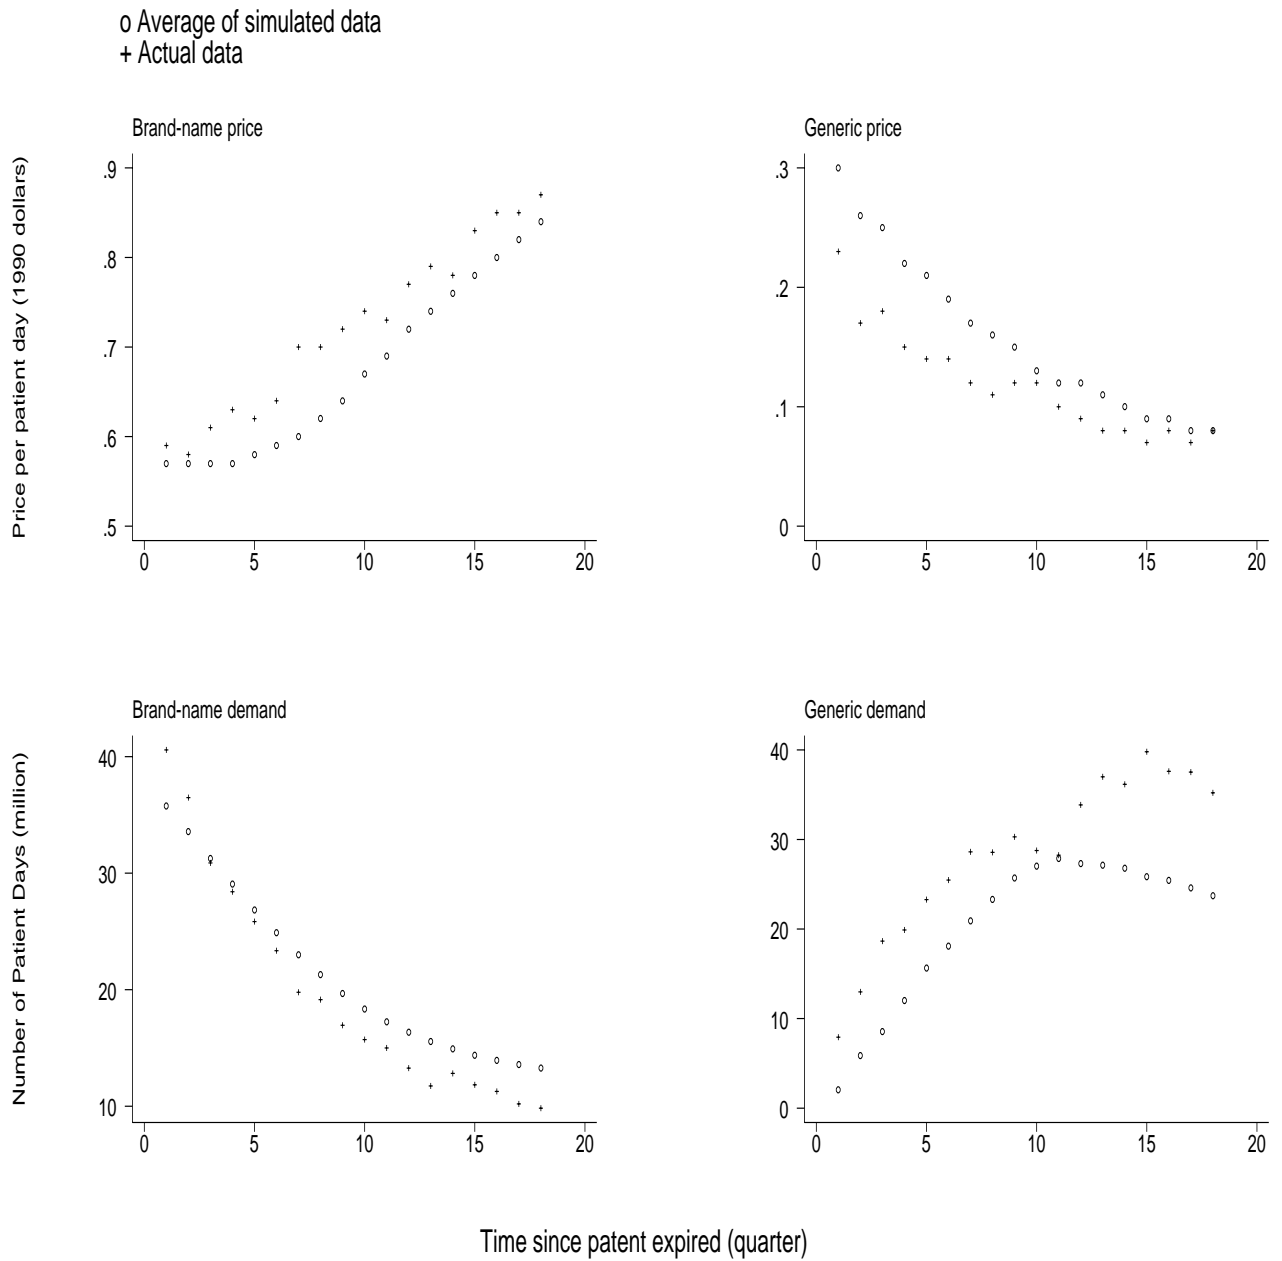 o Average of simulated data
+ Actual data
Brand-name price
Generic price
Price per patient day (1990 dollars)
.9
.8
.7
.6
.5
0 5 10 15 20
.3
.2
.1
0
0 5 10 15 20
Brand-name demand
Generic demand
Number of Patient Days (million)
40
30
20
10
0 5 10 15 20
40
30
20
10
0
0 5 10 15 20
Time since patent expired (quarter)